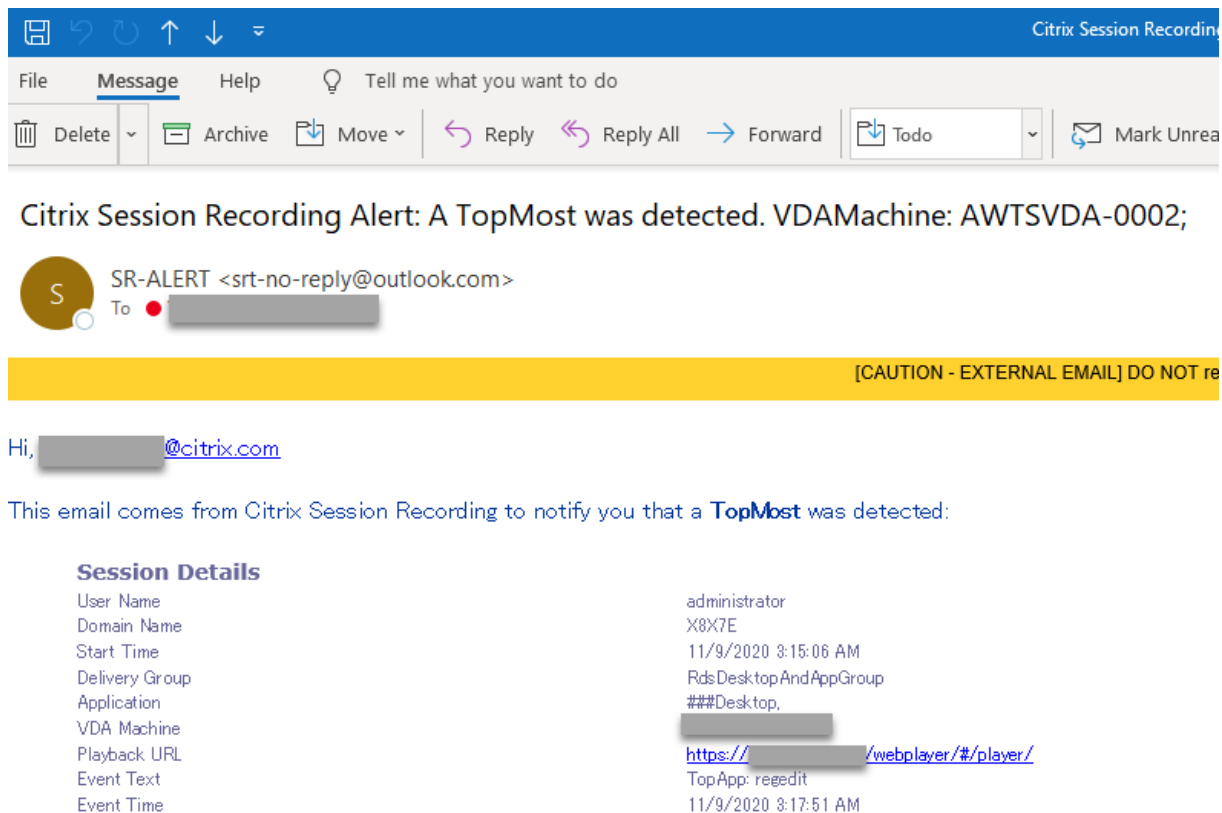 Citrix Session Recording
File Message Help Tell me what you want to do
Delete Archive Move Reply Reply All Forward Todo Mark Unrea
Citrix Session Recording Alert: A TopMost was detected. VDAMachine: AWTSVDA-0002;
S
SR-ALERT <srt-no-reply@outlook.com>
To
[CAUTION - EXTERNAL EMAIL] DO NOT re
Hi, @citrix.com
This email comes from Citrix Session Recording to notify you that a TopMost was detected:
Session Details
User Name administrator
Domain Name X8X7E
Start Time 11/9/2020 3:15:06 AM
Delivery Group RdsDesktopAndAppGroup
Application ###Desktop,
VDA Machine
Playback URL https:// /webplayer/#/player/
Event Text TopApp: regedit
Event Time 11/9/2020 3:17:51 AM